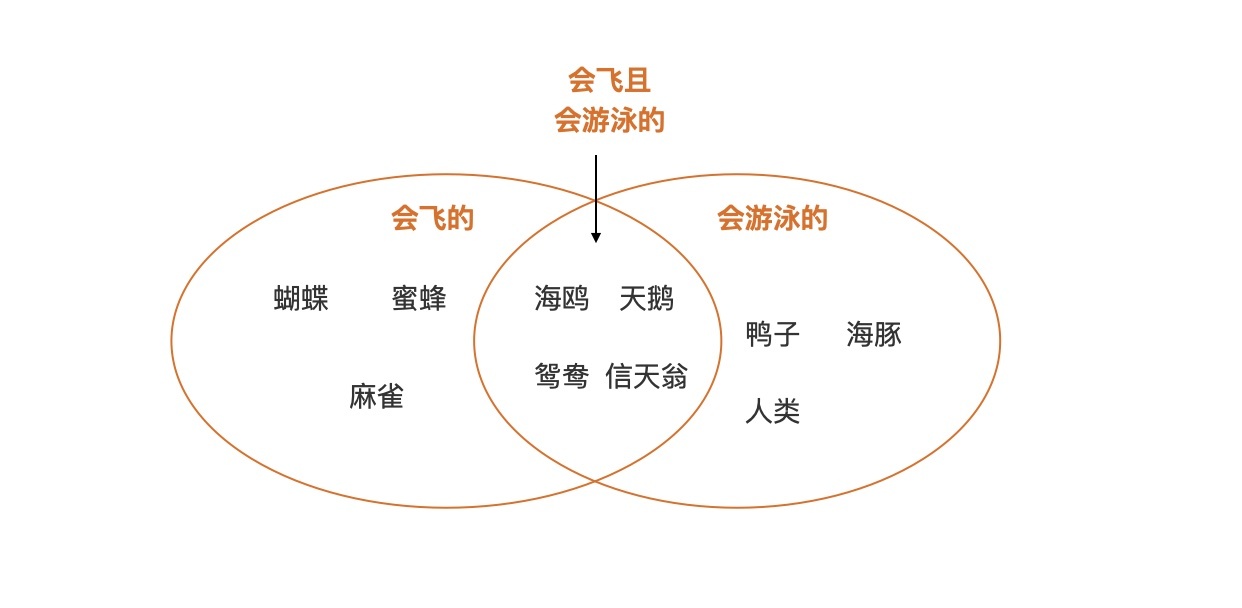 会飞且
会游泳的
会飞的
会游泳的
蝴蝶 蜜蜂
麻雀
海鸥 天鹅
鸳鸯 信天翁
鸭子 海豚
人类